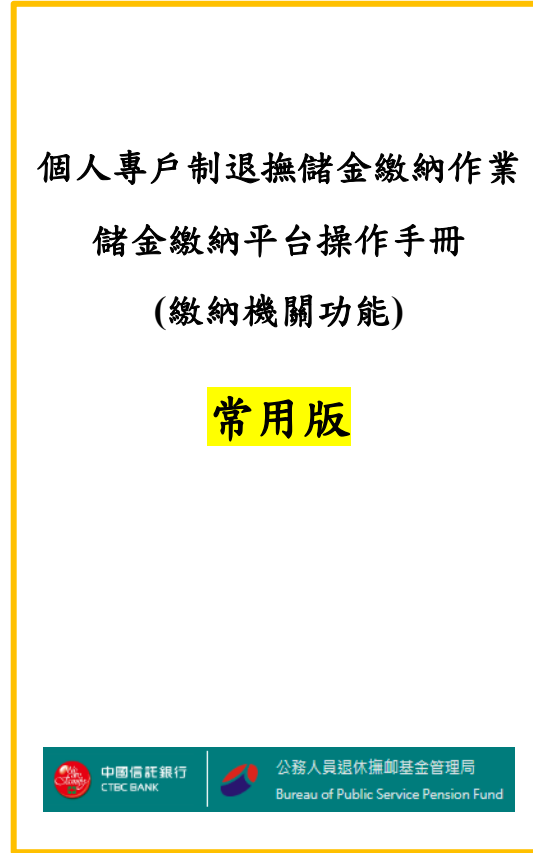 個人專戶制退撫儲金繳納作業
儲金繳納平台操作手冊
(繳納機關功能)
常用版
中國信託銀行
CTBC BANK
公務人員退休撫卹基金管理局
Bureau of Public Service Pension Fund